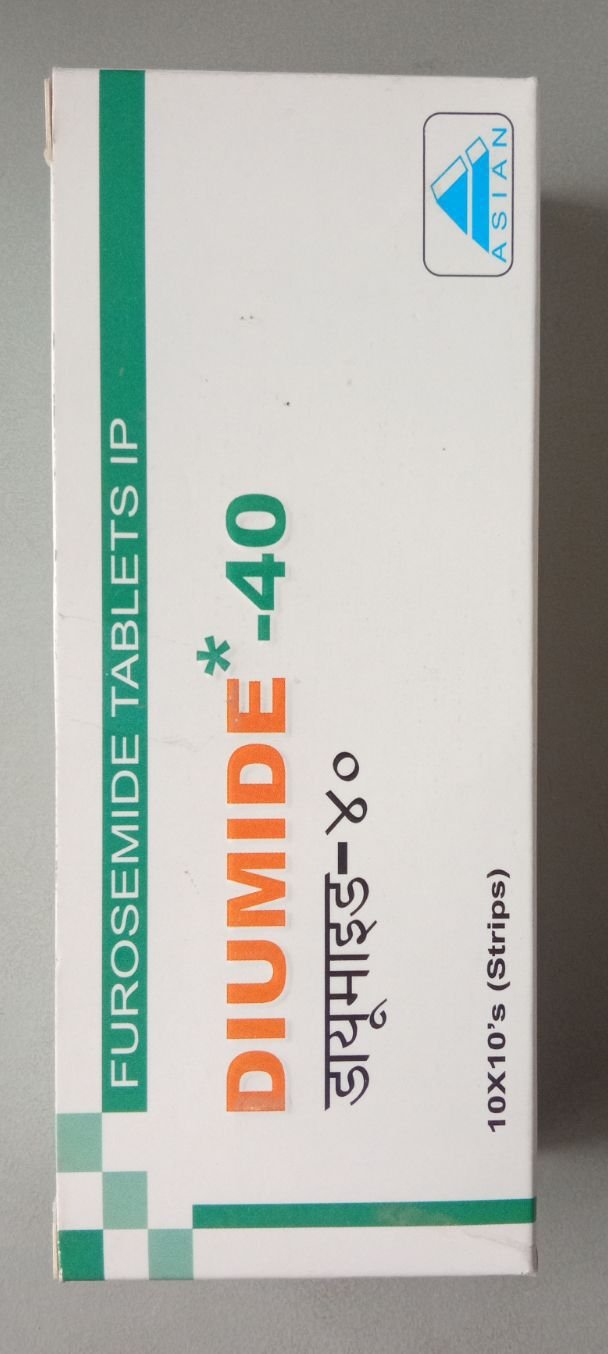 FUROSEMIDE TABLETS IP
DIUMIDE*-40
डायूमाइड-४०
10X10's (Strips)
ASIAN